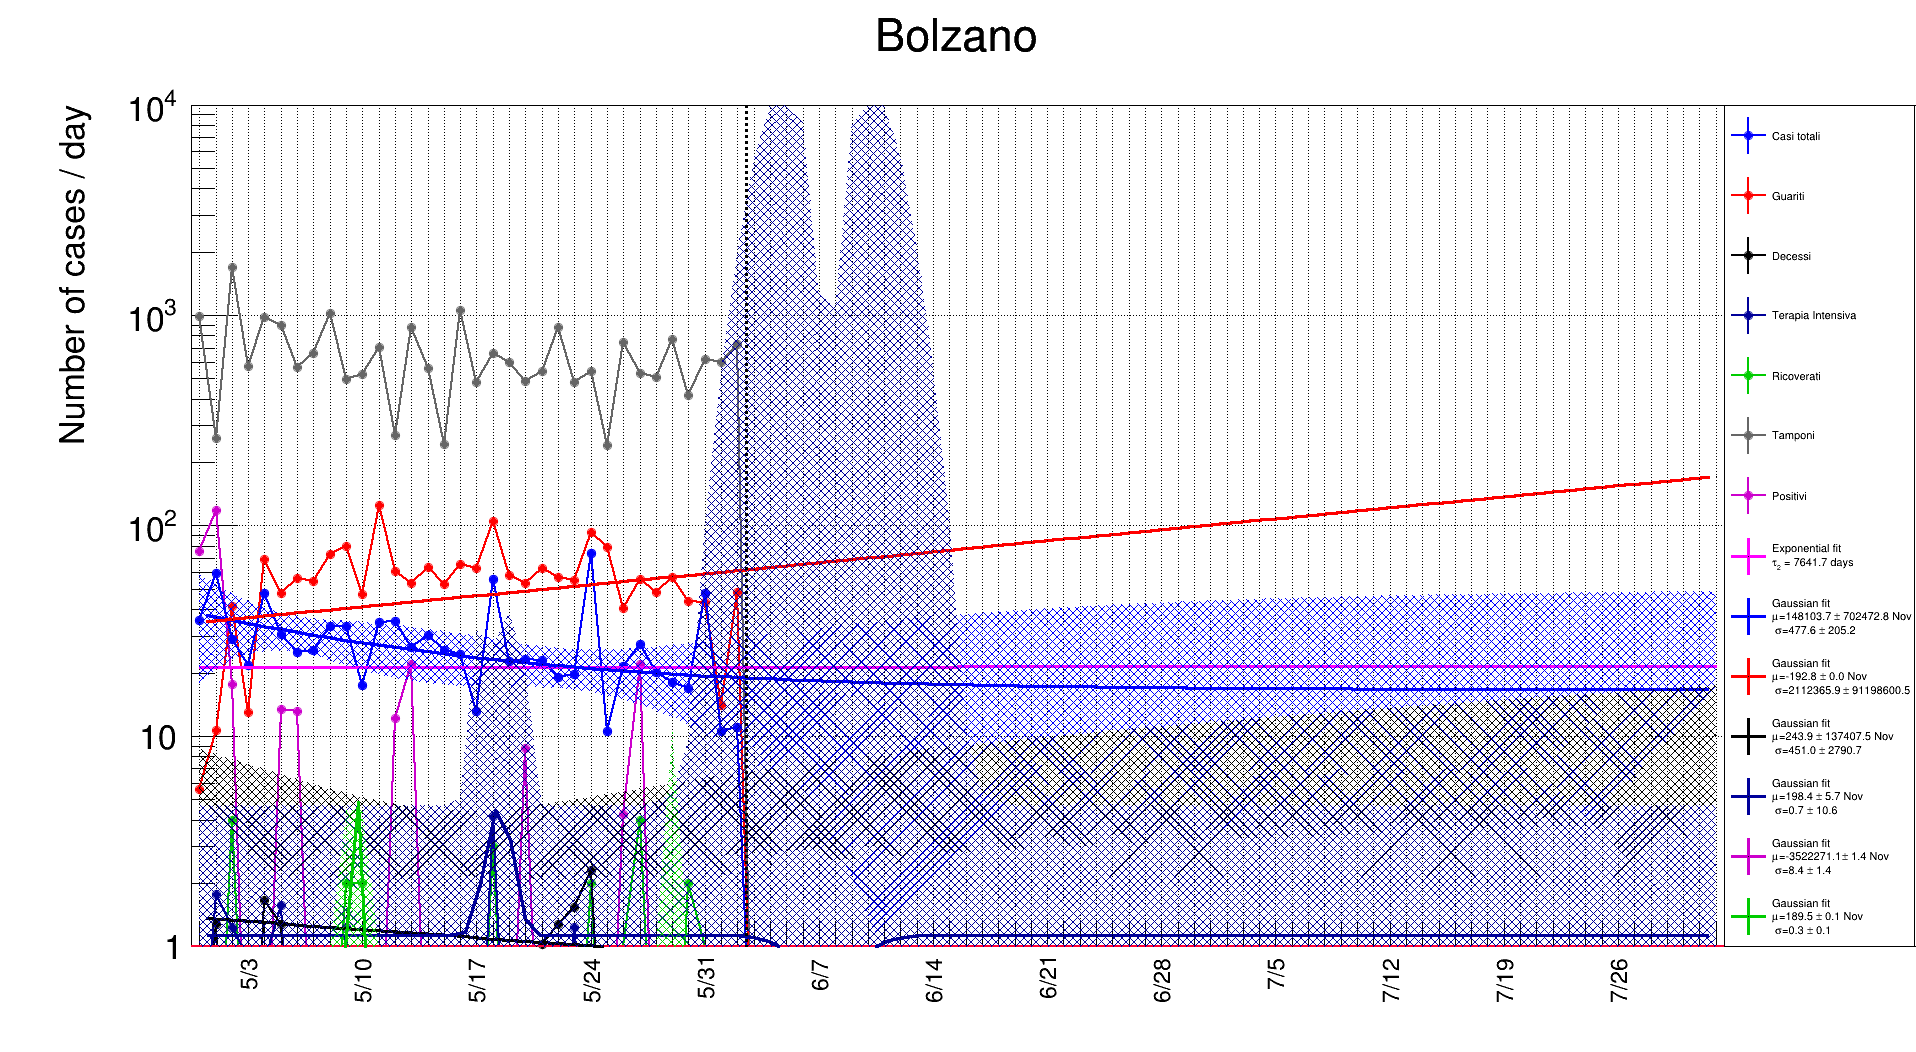 Bolzano
Number of cases / day
10^4
10^3
10^2
10
1
5/3
5/10
5/17
5/24
5/31
6/7
6/14
6/21
6/28
7/5
7/12
7/19
7/26
Casi totali
Guariti
Decessi
Terapia Intensiva
Ricoverati
Tamponi
Positivi
Exponential fit
τ₂ = 7641.7 days
Gaussian fit
μ=148103.7 ± 702472.8 Nov
σ=477.6 ± 205.2
Gaussian fit
μ=-192.8 ± 0.0 Nov
σ=2112365.9 ± 91198600.5
Gaussian fit
μ=243.9 ± 137407.5 Nov
σ=451.0 ± 2790.7
Gaussian fit
μ=198.4 ± 5.7 Nov
σ=0.7 ± 10.6
Gaussian fit
μ=-3522271.1 ± 1.4 Nov
σ=8.4 ± 1.4
Gaussian fit
μ=189.5 ± 0.1 Nov
σ=0.3 ± 0.1